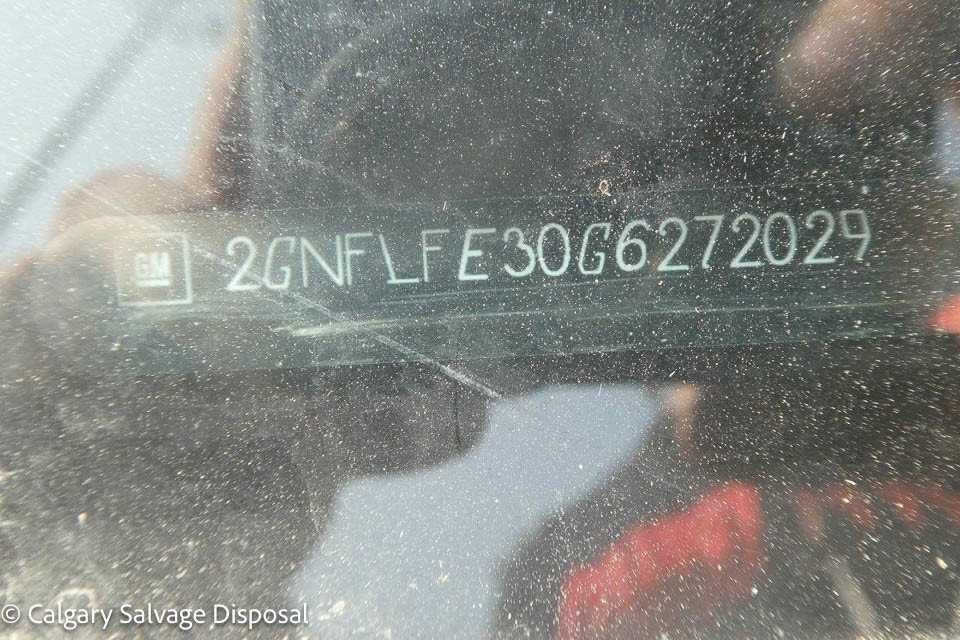 GM 2GNFLFE30G6272029
© Calgary Salvage Disposal